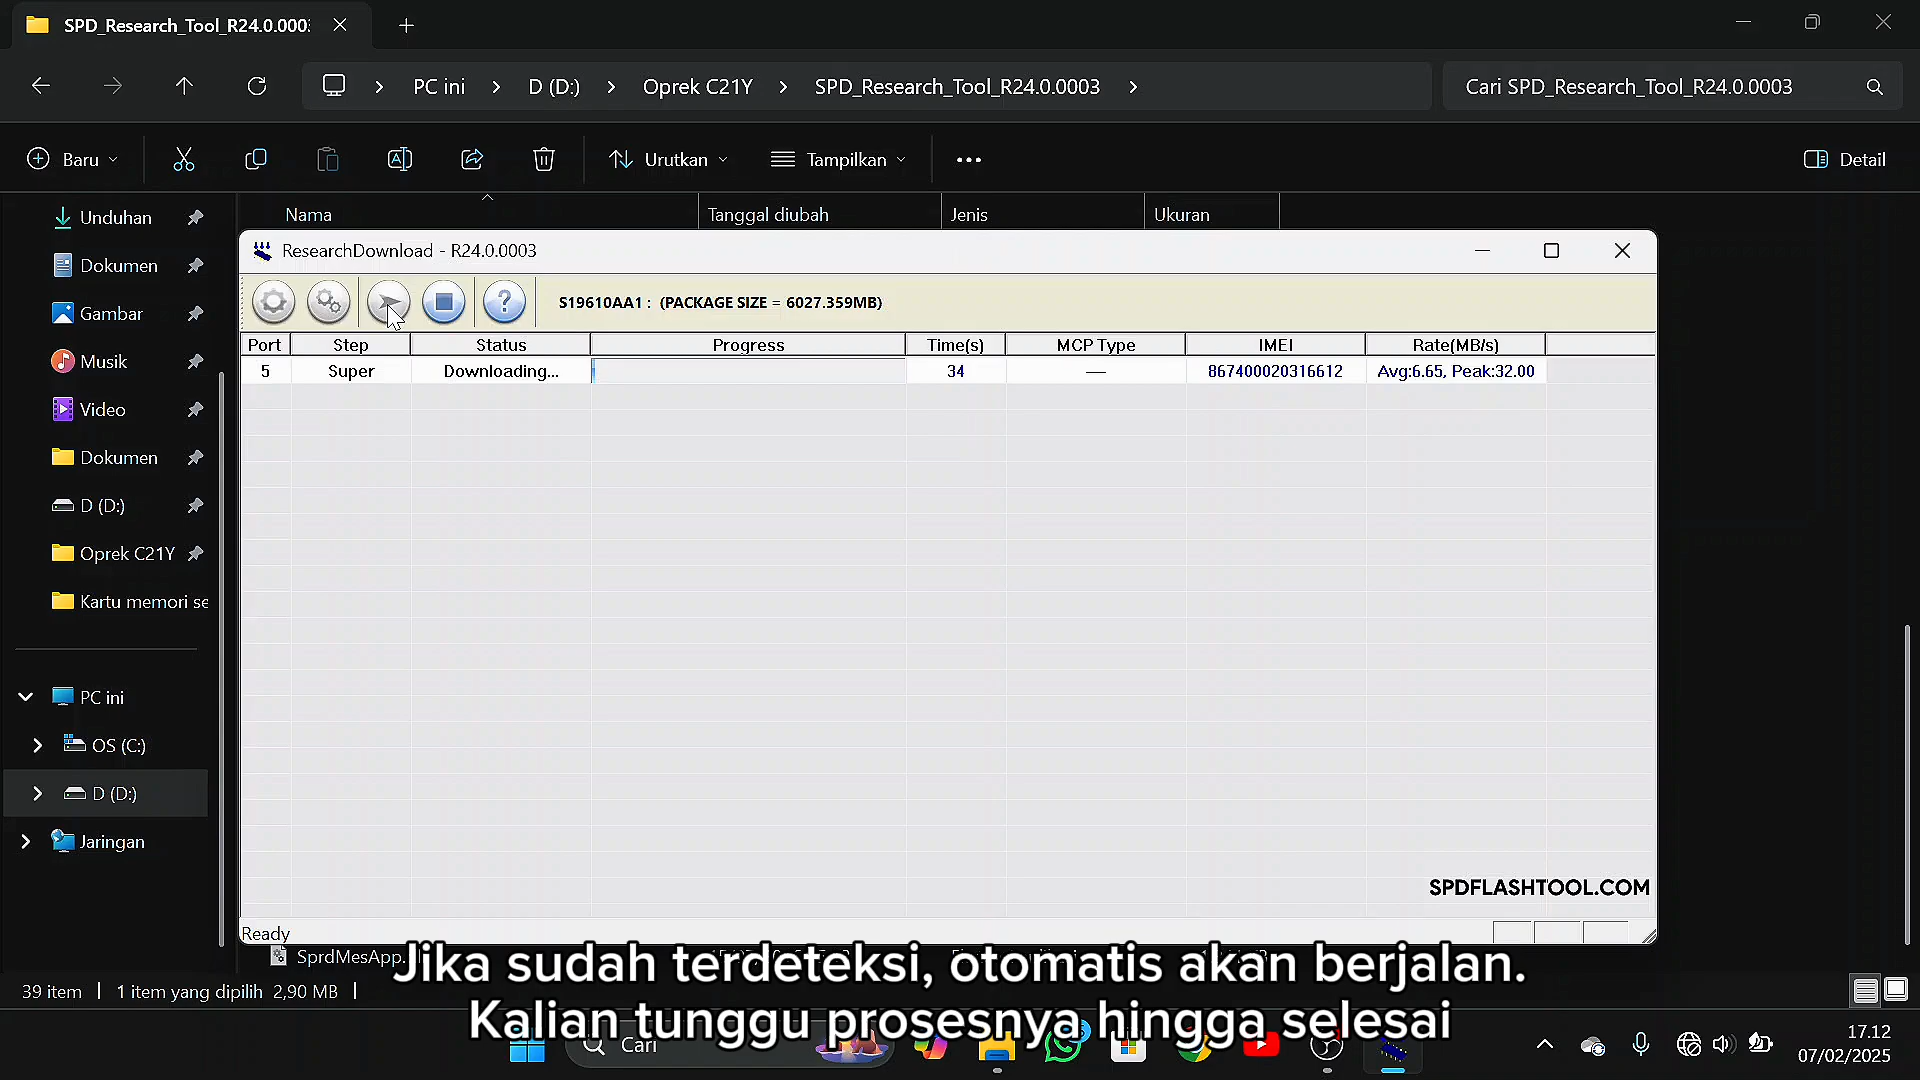 SPD_Research_Tool_R24.0.000
PC ini
D (D:)
Oprek C21Y
SPD_Research_Tool_R24.0.0003
Cari SPD_Research_Tool_R24.0.0003
Baru
Urutkan
Tampilkan
Detail
Nama
Tanggal diubah
Jenis
Ukuran
Unduhan
Dokumen
Gambar
Musik
Video
Dokumen
D (D:)
Oprek C21Y
Kartu memori se
PC ini
OS (C:)
D (D:)
Jaringan
ResearchDownload - R24.0.0003
S19610AA1 : (PACKAGE SIZE = 6027.359MB)
Port Step Status Progress Time(s) MCP Type IMEI Rate(MB/s)
5 Super Downloading... 34 — 867400020316612 Avg:6.65, Peak:32.00
SPDFLASHTOOL.COM
Ready
SprdMesApp.
Jika sudah terdeteksi, otomatis akan berjalan.
Kalian tunggu prosesnya hingga selesai
39 item
1 item yang dipilih 2,90 MB
Cari
17.12
07/02/2025